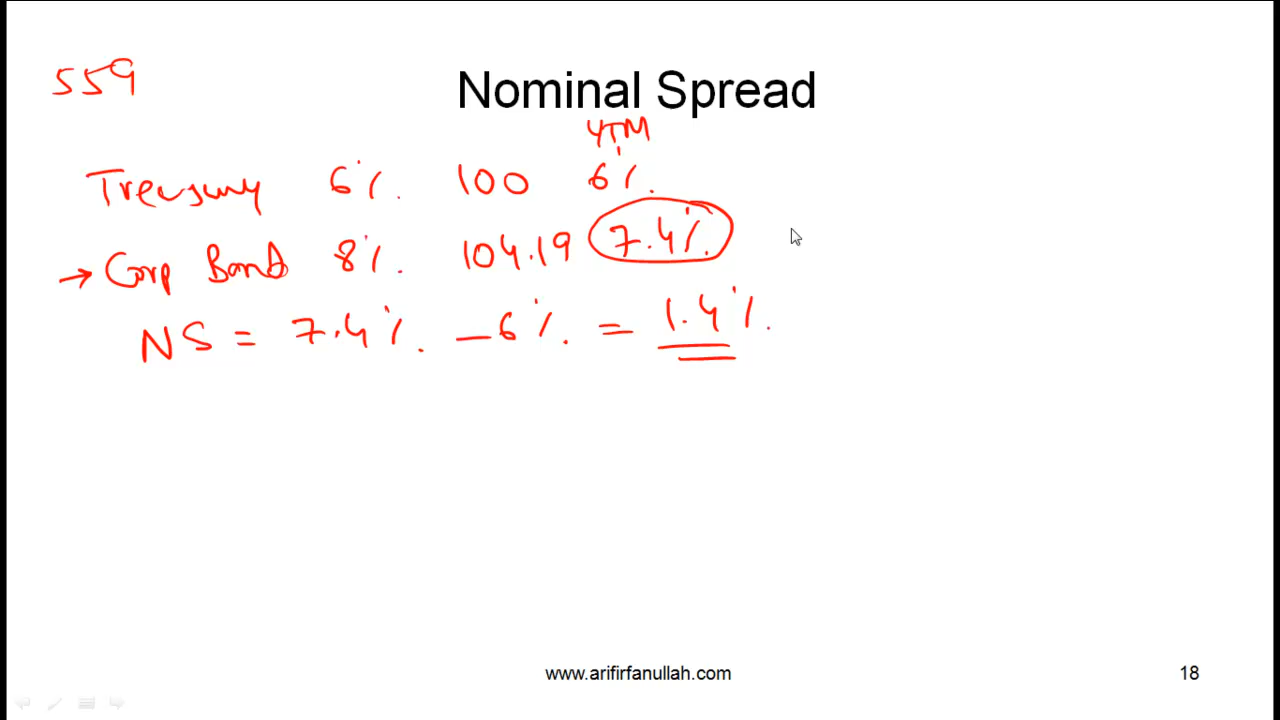 559
Nominal Spread
YTM
Treasury 6% 100 6%
→ Corp Bond 8% 104.19 7.4%
NS = 7.4% - 6% = 1.4%
www.arifirfanullah.com
18